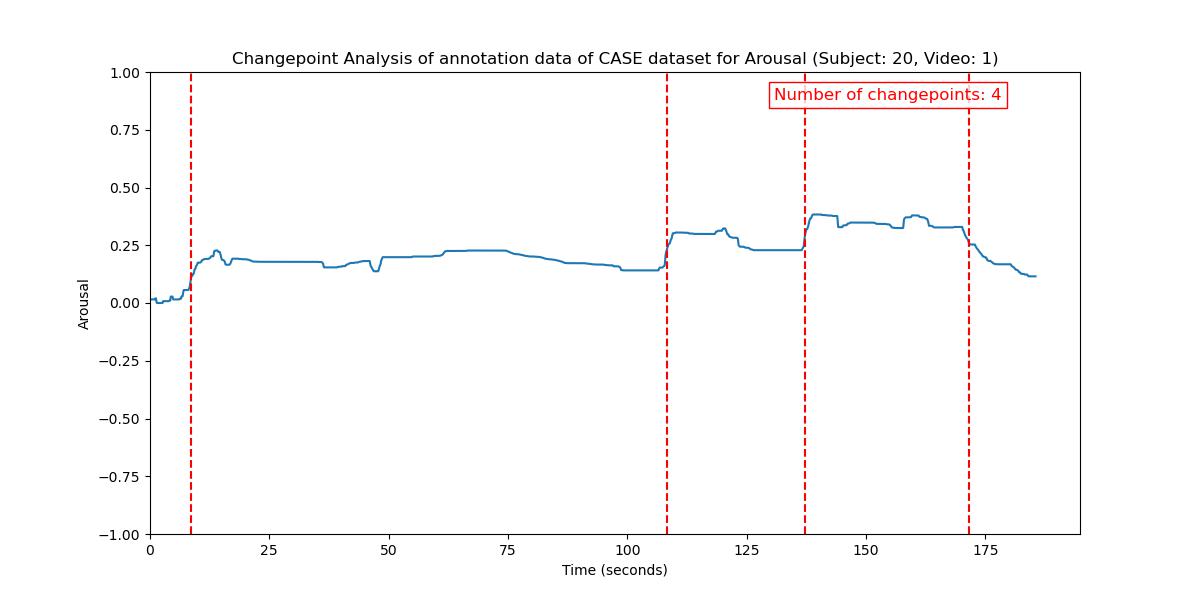 Changepoint Analysis of annotation data of CASE dataset for Arousal (Subject: 20, Video: 1)
Number of changepoints: 4
1.00
0.75
0.50
0.25
0.00
−0.25
−0.50
−0.75
−1.00
Arousal
0 25 50 75 100 125 150 175
Time (seconds)